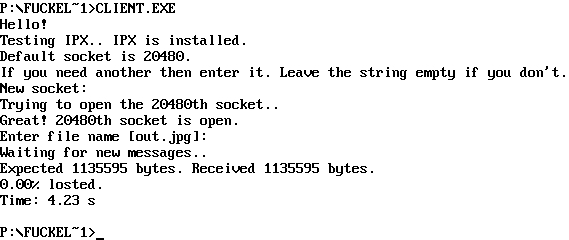 P:\FUCKEL~1>CLIENT.EXE
Hello!
Testing IPX.. IPX is installed.
Default socket is 20480.
If you need another then enter it. Leave the string empty if you don't.
New socket:
Trying to open the 20480th socket..
Great! 20480th socket is open.
Enter file name [out.jpg]:
Waiting for new messages..
Expected 1135595 bytes. Received 1135595 bytes.
0.00% losted.
Time: 4.23 s
P:\FUCKEL~1>_